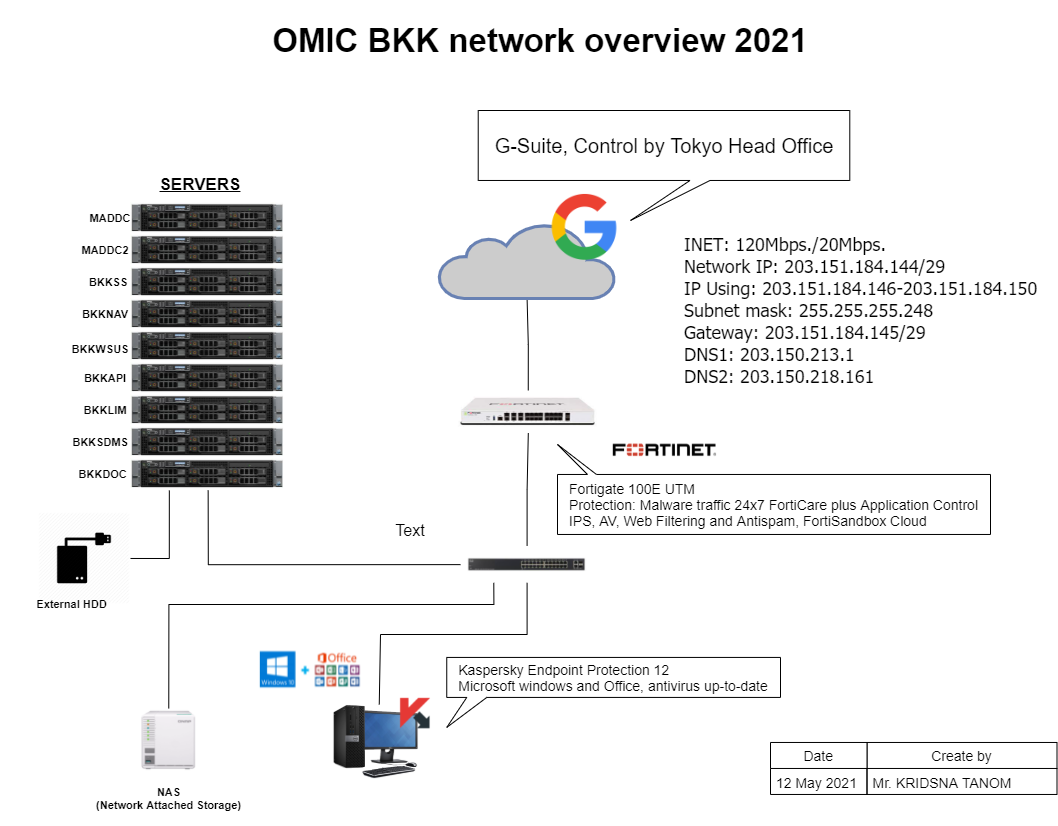 OMIC BKK network overview 2021
G-Suite, Control by Tokyo Head Office
SERVERS
MADDC
MADDC2
BKKSS
BKKNAV
BKKWSUS
BKKAPI
BKKLIM
BKKSDMS
BKKDOC
INET: 120Mbps./20Mbps.
Network IP: 203.151.184.144/29
IP Using: 203.151.184.146-203.151.184.150
Subnet mask: 255.255.255.248
Gateway: 203.151.184.145/29
DNS1: 203.150.213.1
DNS2: 203.150.218.161
FORTINET
FORTINET
Fortigate 100E UTM
Protection: Malware traffic 24x7 FortiCare plus Application Control
IPS, AV, Web Filtering and Antispam, FortiSandbox Cloud
Text
External HDD
Windows 10
+
Office
Kaspersky Endpoint Protection 12
Microsoft windows and Office, antivirus up-to-date
NAS
(Network Attached Storage)
Date
Create by
12 May 2021
Mr. KRIDSNA TANOM